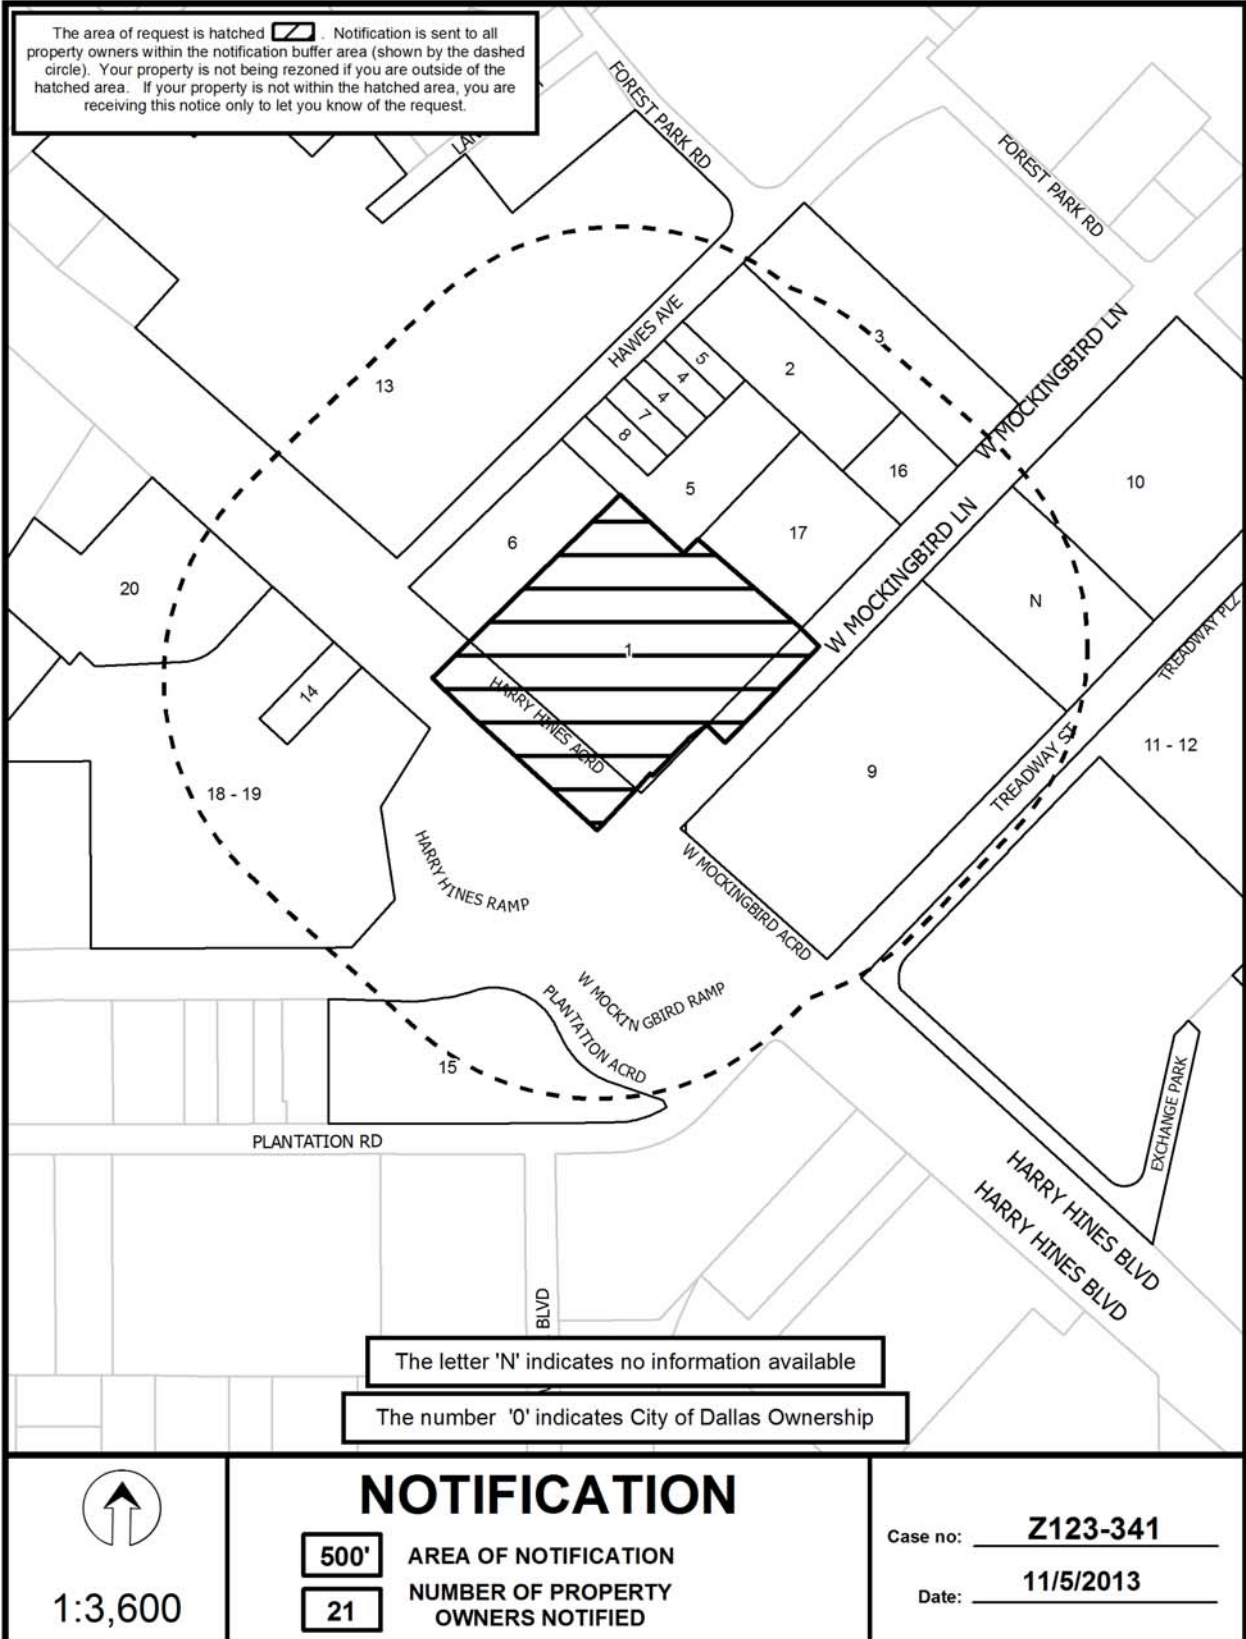 The area of request is hatched . Notification is sent to all
property owners within the notification buffer area (shown by the dashed
circle). Your property is not being rezoned if you are outside of the
hatched area. If your property is not within the hatched area, you are
receiving this notice only to let you know of the request.
FOREST PARK RD
FOREST PARK RD
HAWES AVE
W MOCKINGBIRD LN
3
2
5
4
4
7
8
13
16
10
5
17
6
W MOCKINGBIRD LN
20
N
TREADWAY PLZ
1
14
HARRY HINES ACRD
11 - 12
9
TREADWAY ST
18 - 19
HARRY HINES RAMP
W MOCKINGBIRD ACRD
W MOCKINGBIRD RAMP
PLANTATION ACRD
15
EXCHANGE PARK
PLANTATION RD
HARRY HINES BLVD
HARRY HINES BLVD
BLVD
The letter 'N' indicates no information available
The number '0' indicates City of Dallas Ownership
1:3,600
NOTIFICATION
500' AREA OF NOTIFICATION
21 NUMBER OF PROPERTY
OWNERS NOTIFIED
Case no: Z123-341
Date: 11/5/2013